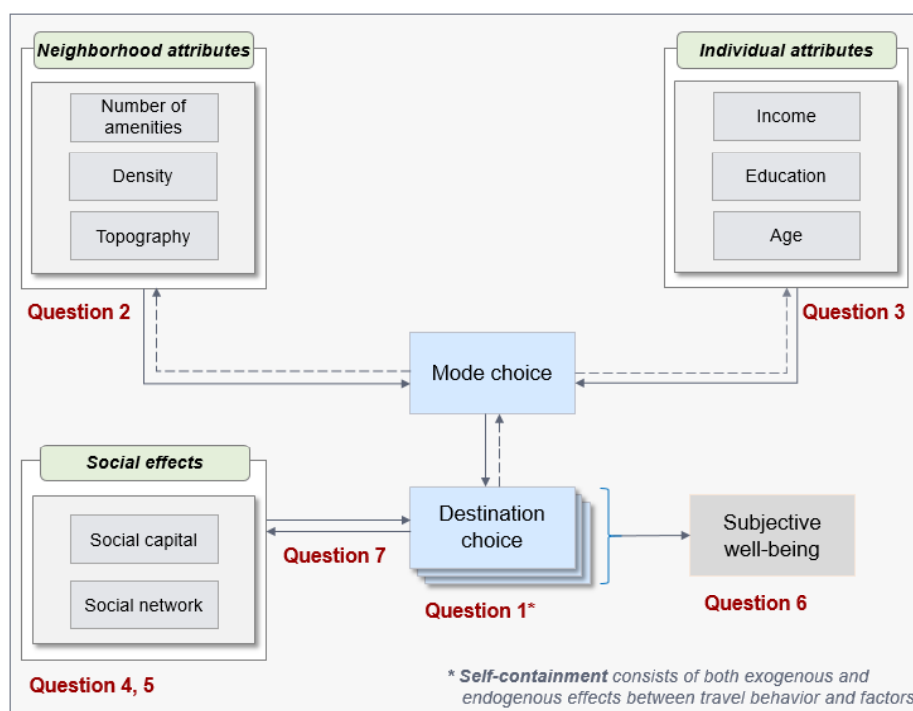 Neighborhood attributes
Number of
amenities
Density
Topography
Question 2
Individual attributes
Income
Education
Age
Question 3
Mode choice
Social effects
Social capital
Social network
Question 4, 5
Question 7
Destination
choice
Question 1*
Subjective
well-being
Question 6
* Self-containment consists of both exogenous and
endogenous effects between travel behavior and factors